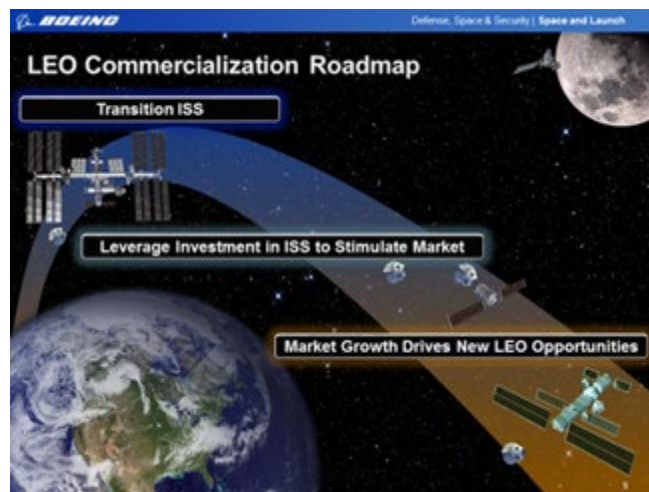 BOEING
Defense, Space & Security | Space and Launch
LEO Commercialization Roadmap
Transition ISS
Leverage Investment in ISS to Stimulate Market
Market Growth Drives New LEO Opportunities